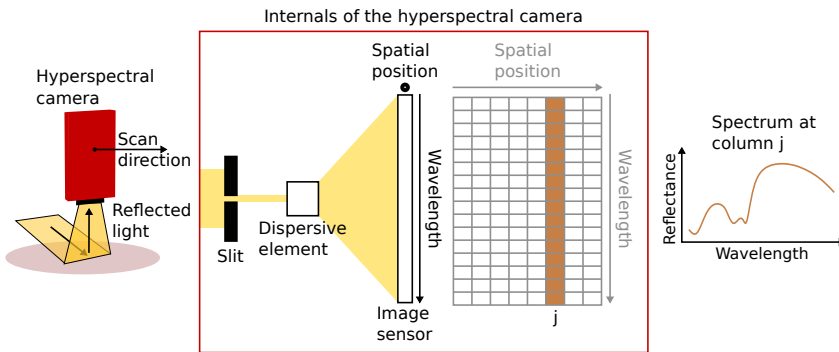 Internals of the hyperspectral camera
Hyperspectral
camera
Scan
direction
Reflected
light
Slit
Dispersive
element
Spatial
position
Wavelength
Image
sensor
Spatial
position
Wavelength
j
Spectrum at
column j
Reflectance
Wavelength